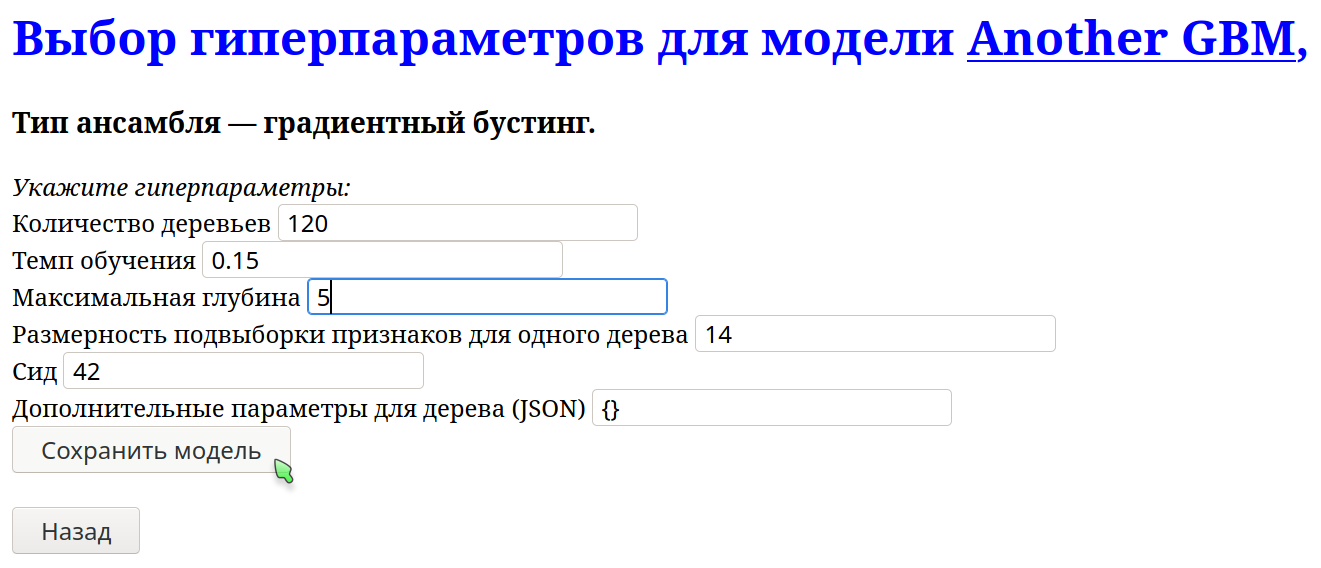 Выбор гиперпараметров для модели Another GBM,
Тип ансамбля — градиентный бустинг.
Укажите гиперпараметры:
Количество деревьев 120
Темп обучения 0.15
Максимальная глубина 5
Размерность подвыборки признаков для одного дерева 14
Сид 42
Дополнительные параметры для дерева (JSON) {}
Сохранить модель
Назад